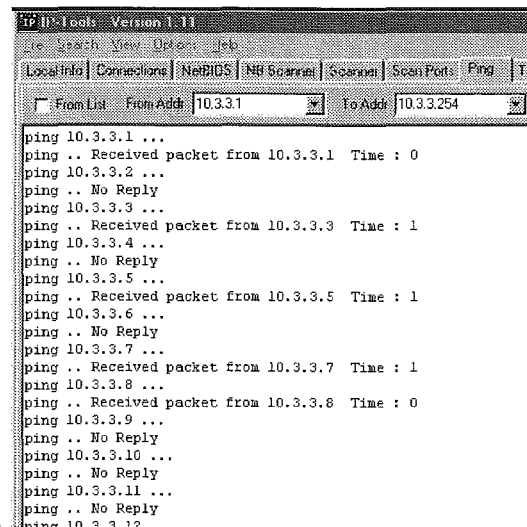 IP-Tools Version 1.11
File Search View Options Help
Local Info Connections NetBIOS NB Scanner Scanner Scan Ports Ping T
From List From Addr 10.3.3.1 To Addr 10.3.3.254
ping 10.3.3.1 ...
ping .. Received packet from 10.3.3.1 Time : 0
ping 10.3.3.2 ...
ping .. No Reply
ping 10.3.3.3 ...
ping .. Received packet from 10.3.3.3 Time : 1
ping 10.3.3.4 ...
ping .. No Reply
ping 10.3.3.5 ...
ping .. Received packet from 10.3.3.5 Time : 1
ping 10.3.3.6 ...
ping .. No Reply
ping 10.3.3.7 ...
ping .. Received packet from 10.3.3.7 Time : 1
ping 10.3.3.8 ...
ping .. Received packet from 10.3.3.8 Time : 0
ping 10.3.3.9 ...
ping .. No Reply
ping 10.3.3.10 ...
ping .. No Reply
ping 10.3.3.11 ...
ping .. No Reply
ping 10.3.3.12